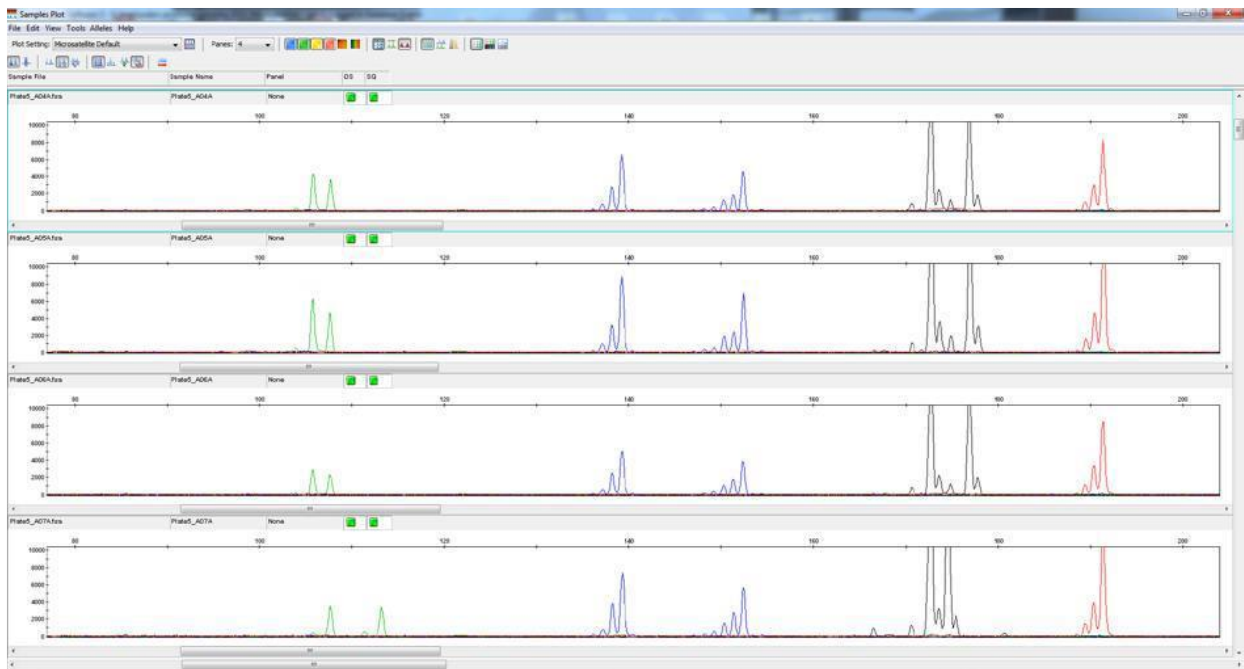 Samples Plot
File Edit View Tools Alleles Help
Plot Setting: Microsatellite Default Panes: 4
Sample File Sample Name Panel OS SQ
Plate5_A04A.fsa Plate5_A04A None
80 100 120 140 160 180 200
10000
8000
6000
4000
2000
0
Plate5_A05A.fsa Plate5_A05A None
80 100 120 140 160 180 200
10000
8000
6000
4000
2000
0
Plate5_A06A.fsa Plate5_A06A None
80 100 120 140 160 180 200
10000
8000
6000
4000
2000
0
Plate5_A07A.fsa Plate5_A07A None
80 100 120 140 160 180 200
10000
8000
6000
4000
2000
0